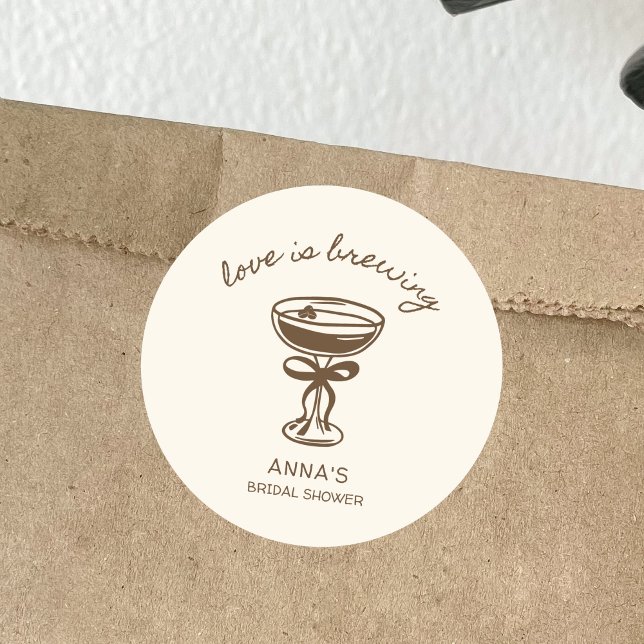 love is brewing
ANNA'S
BRIDAL SHOWER